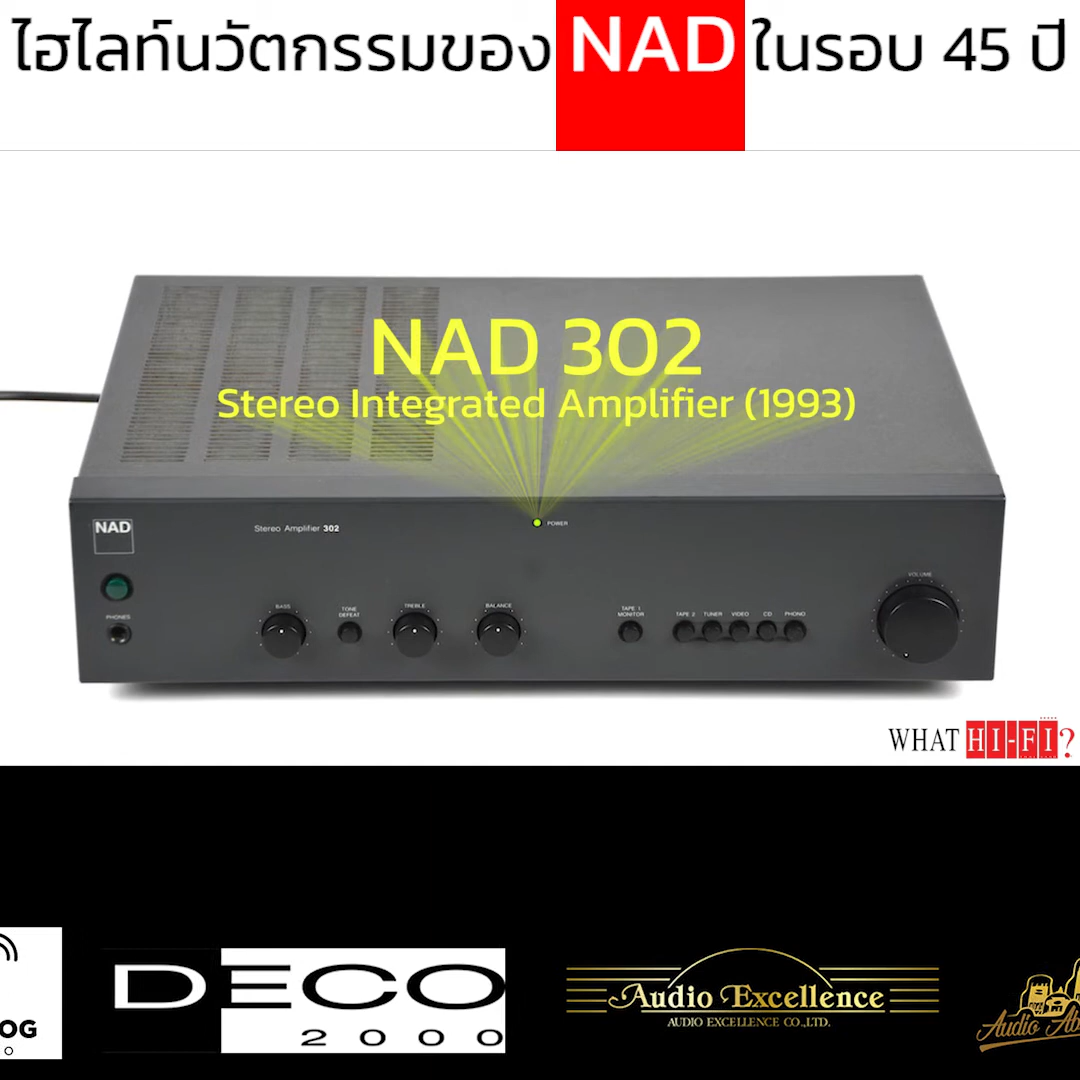 ไฮไลท์นวัตกรรมของ NAD ในรอบ 45 ปี
NAD 302
Stereo Integrated Amplifier (1993)
NAD
Stereo Amplifier 302
POWER
PHONES
BASS
TONE DEFEAT
TREBLE
BALANCE
TAPE 1 MONITOR
TAPE 2
TUNER
VIDEO
CD
PHONO
VOLUME
WHAT HI-FI?
OG
O
DECO
2000
Audio Excellence
AUDIO EXCELLENCE CO.,LTD.
Audio